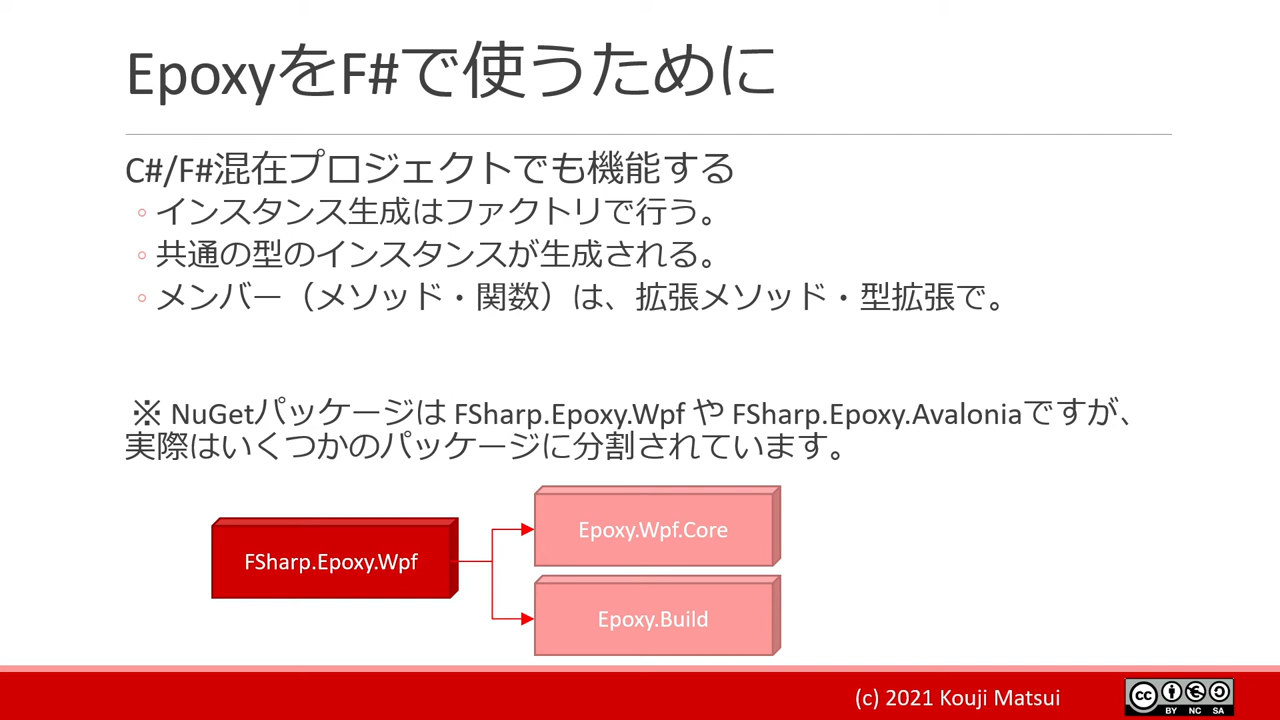 EpoxyをF#で使うために
C#/F#混在プロジェクトでも機能する
◦ インスタンス生成はファクトリで行う。
◦ 共通の型のインスタンスが生成される。
◦ メンバー（メソッド・関数）は、拡張メソッド・型拡張で。
※ NuGetパッケージは FSharp.Epoxy.Wpf や FSharp.Epoxy.Avaloniaですが、
実際はいくつかのパッケージに分割されています。
Epoxy.Wpf.Core
FSharp.Epoxy.Wpf
Epoxy.Build
(c) 2021 Kouji Matsui
cc BY NC SA